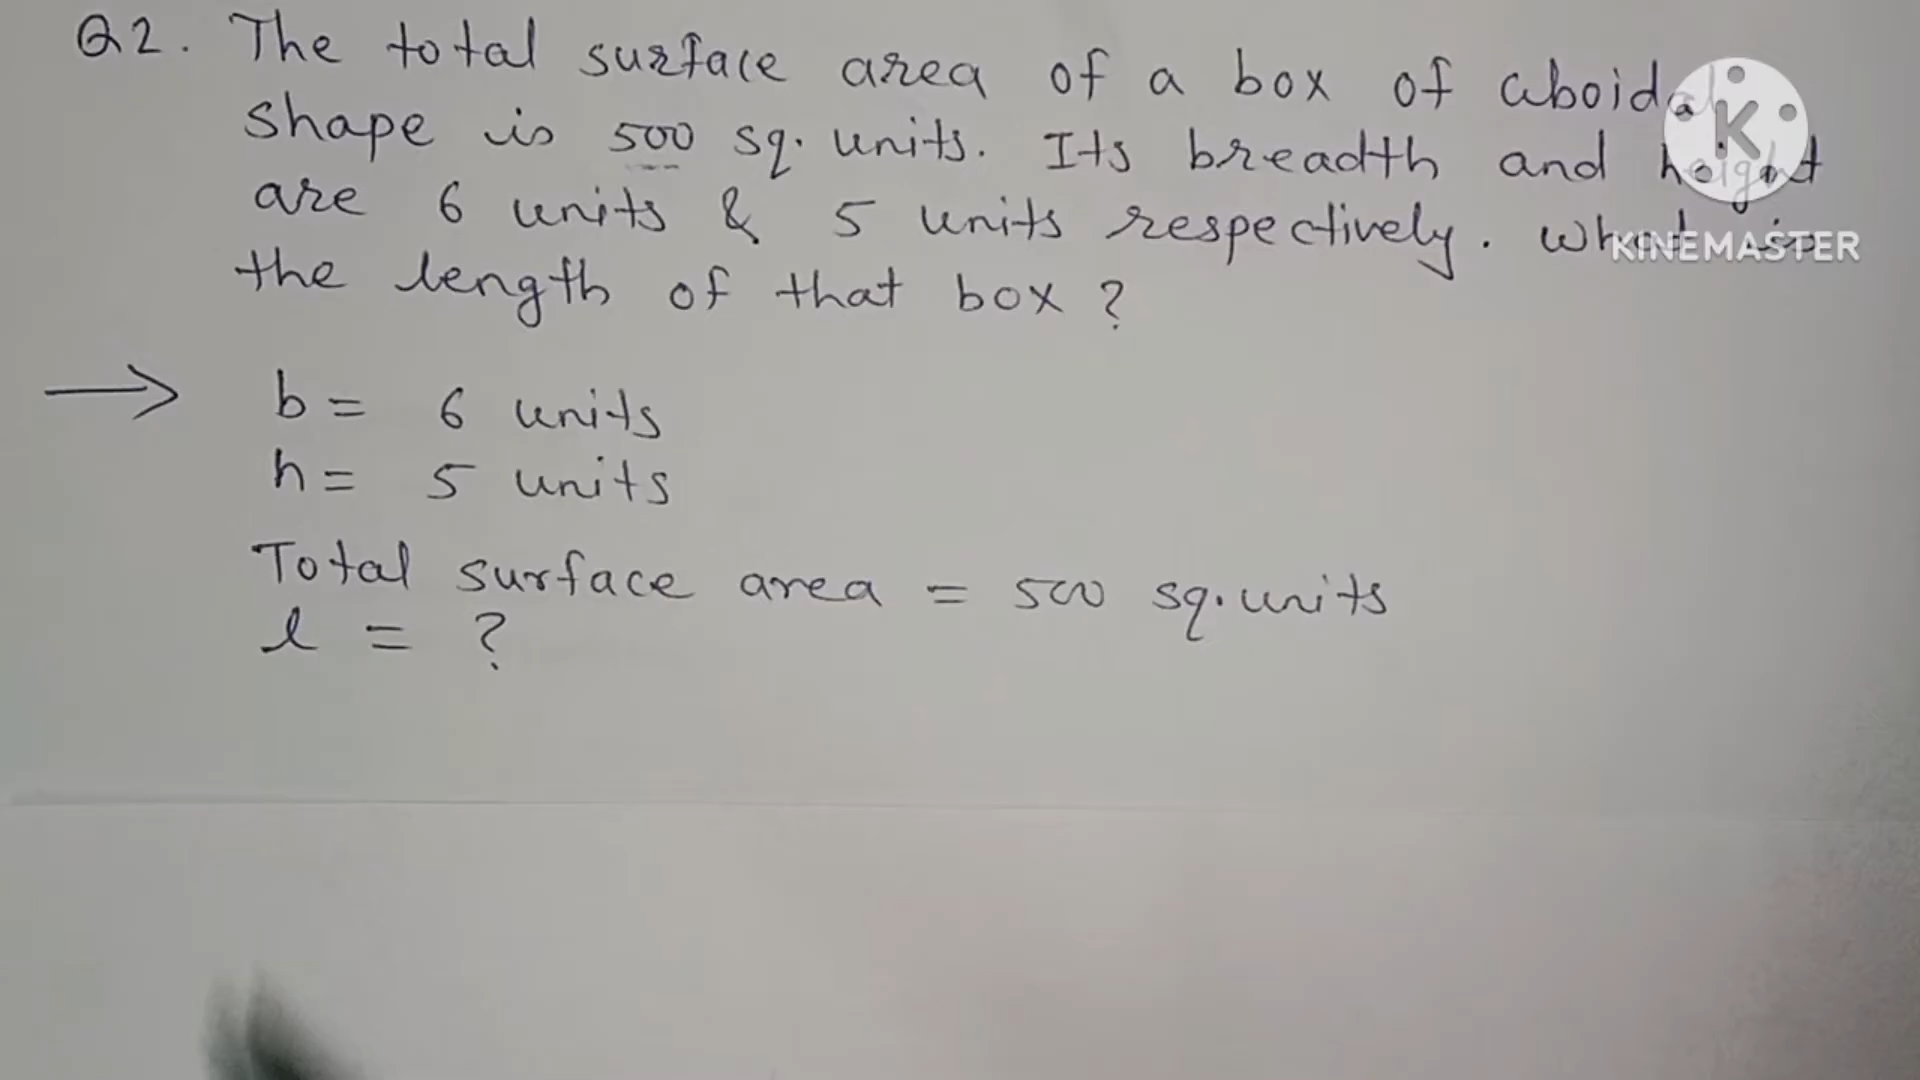 Q2. The total surface area of a box of cuboidal
shape is 500 sq. units. Its breadth and height
are 6 units & 5 units respectively. What is
the length of that box ?
K
KINEMASTER
→ b = 6 units
h = 5 units
Total surface area = 500 sq. units
l = ?